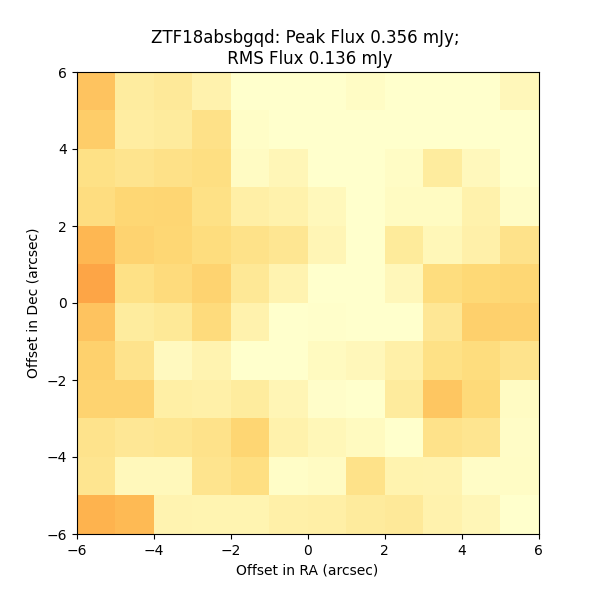 ZTF18absbgqd: Peak Flux 0.356 mJy;
RMS Flux 0.136 mJy
6
4
2
0
−2
−4
−6
Offset in Dec (arcsec)
−6 −4 −2 0 2 4 6
Offset in RA (arcsec)